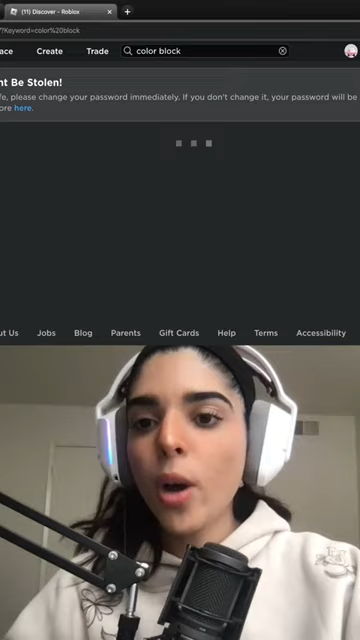 (11) Discover - Roblox
/?Keyword=color%20block
ace Create Trade color block
nt Be Stolen!
fe, please change your password immediately. If you don't change it, your password will be
ore here.
ut Us Jobs Blog Parents Gift Cards Help Terms Accessibility